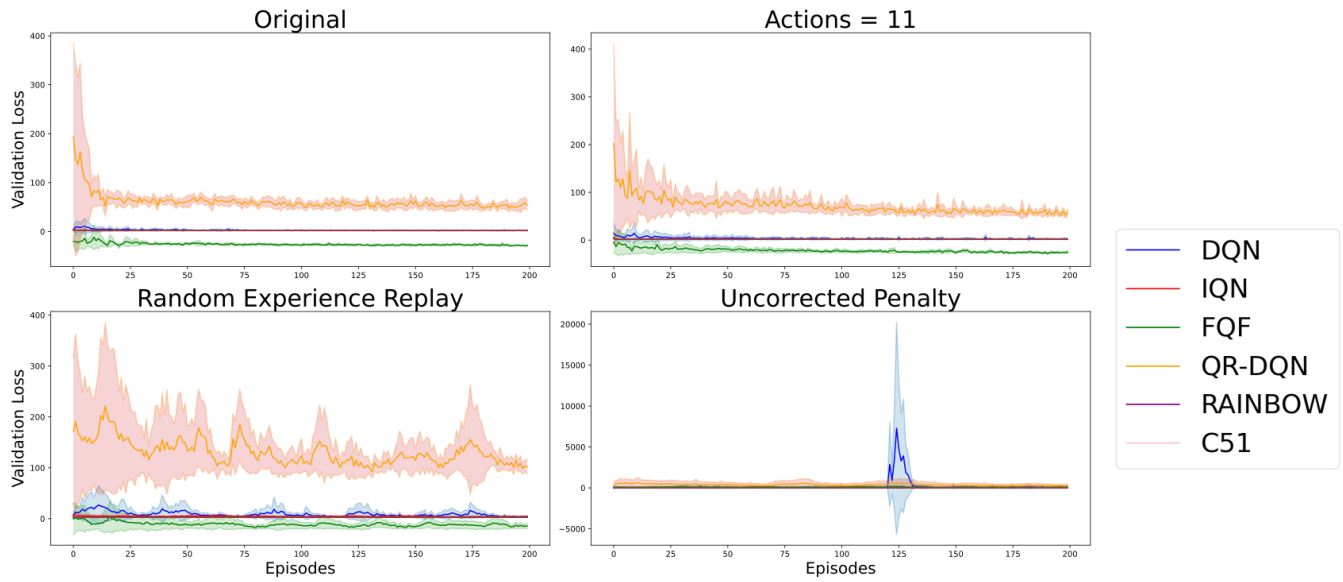 Original
Validation Loss
400
300
200
100
0
0 25 50 75 100 125 150 175 200
Actions = 11
400
300
200
100
0
0 25 50 75 100 125 150 175 200
Random Experience Replay
Validation Loss
400
300
200
100
0
0 25 50 75 100 125 150 175 200
Episodes
Uncorrected Penalty
20000
15000
10000
5000
0
−5000
0 25 50 75 100 125 150 175 200
Episodes
DQN
IQN
FQF
QR-DQN
RAINBOW
C51